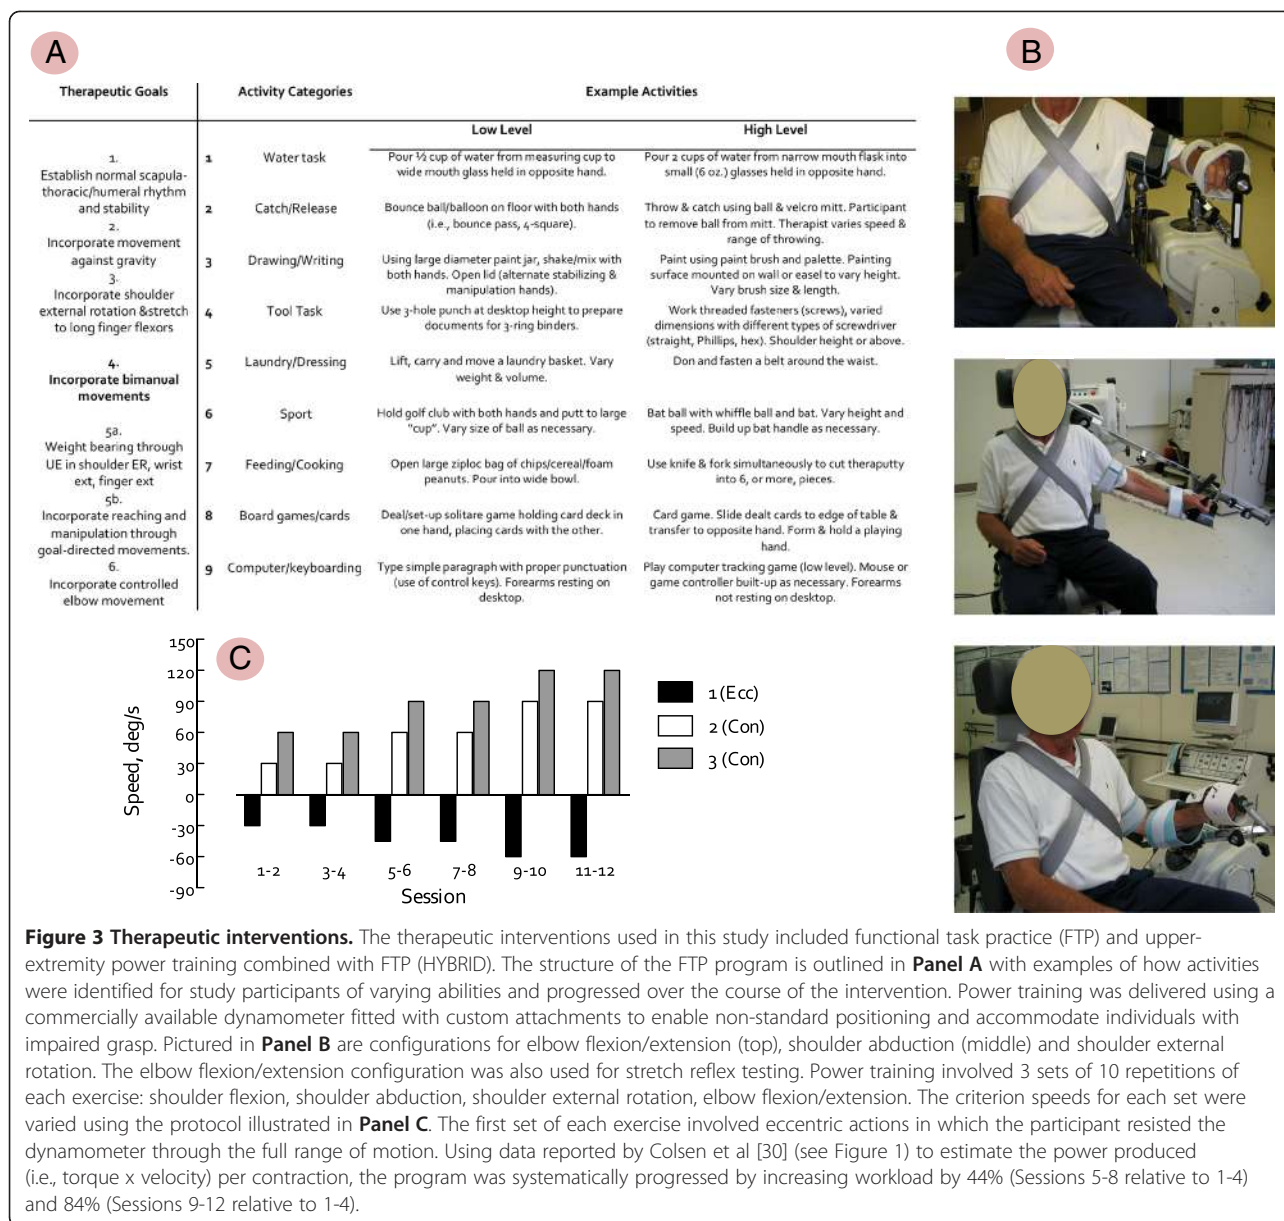 A
B
Therapeutic Goals
Activity Categories
Example Activities
Low Level
High Level
1.
Establish normal scapula-
thoracic/humeral rhythm
and stability
2.
Incorporate movement
against gravity
3.
Incorporate shoulder
external rotation &stretch
to long finger flexors
4.
Incorporate bimanual
movements
5a.
Weight bearing through
UE in shoulder ER, wrist
ext, finger ext
5b.
Incorporate reaching and
manipulation through
goal-directed movements.
6.
Incorporate controlled
elbow movement
1 Water task
Pour ½ cup of water from measuring cup to
wide mouth glass held in opposite hand.
Pour 2 cups of water from narrow mouth flask into
small (6 oz.) glasses held in opposite hand.
2 Catch/Release
Bounce ball/balloon on floor with both hands
(i.e., bounce pass, 4-square).
Throw & catch using ball & velcro mitt. Participant
to remove ball from mitt. Therapist varies speed &
range of throwing.
3 Drawing/Writing
Using large diameter paint jar, shake/mix with
both hands. Open lid (alternate stabilizing &
manipulation hands).
Paint using paint brush and palette. Painting
surface mounted on wall or easel to vary height.
Vary brush size & length.
4 Tool Task
Use 3-hole punch at desktop height to prepare
documents for 3-ring binders.
Work threaded fasteners (screws), varied
dimensions with different types of screwdriver
(straight, Phillips, hex). Shoulder height or above.
5 Laundry/Dressing
Lift, carry and move a laundry basket. Vary
weight & volume.
Don and fasten a belt around the waist.
6 Sport
Hold golf club with both hands and putt to large
"cup". Vary size of ball as necessary.
Bat ball with whiffle ball and bat. Vary height and
speed. Build up bat handle as necessary.
7 Feeding/Cooking
Open large ziploc bag of chips/cereal/foam
peanuts. Pour into wide bowl.
Use knife & fork simultaneously to cut theraputty
into 6, or more, pieces.
8 Board games/cards
Deal/set-up solitare game holding card deck in
one hand, placing cards with the other.
Card game. Slide dealt cards to edge of table &
transfer to opposite hand. Form & hold a playing
hand.
9 Computer/keyboarding
Type simple paragraph with proper punctuation
(use of control keys). Forearms resting on
desktop.
Play computer tracking game (low level). Mouse or
game controller built-up as necessary. Forearms
not resting on desktop.
C
Speed, deg/s
150
120
90
60
30
0
-30
-60
-90
1-2 3-4 5-6 7-8 9-10 11-12
Session
1 (Ecc)
2 (Con)
3 (Con)
Figure 3 Therapeutic interventions. The therapeutic interventions used in this study included functional task practice (FTP) and upper-
extremity power training combined with FTP (HYBRID). The structure of the FTP program is outlined in Panel A with examples of how activities
were identified for study participants of varying abilities and progressed over the course of the intervention. Power training was delivered using a
commercially available dynamometer fitted with custom attachments to enable non-standard positioning and accommodate individuals with
impaired grasp. Pictured in Panel B are configurations for elbow flexion/extension (top), shoulder abduction (middle) and shoulder external
rotation. The elbow flexion/extension configuration was also used for stretch reflex testing. Power training involved 3 sets of 10 repetitions of
each exercise: shoulder flexion, shoulder abduction, shoulder external rotation, elbow flexion/extension. The criterion speeds for each set were
varied using the protocol illustrated in Panel C. The first set of each exercise involved eccentric actions in which the participant resisted the
dynamometer through the full range of motion. Using data reported by Colsen et al [30] (see Figure 1) to estimate the power produced
(i.e., torque x velocity) per contraction, the program was systematically progressed by increasing workload by 44% (Sessions 5-8 relative to 1-4)
and 84% (Sessions 9-12 relative to 1-4).